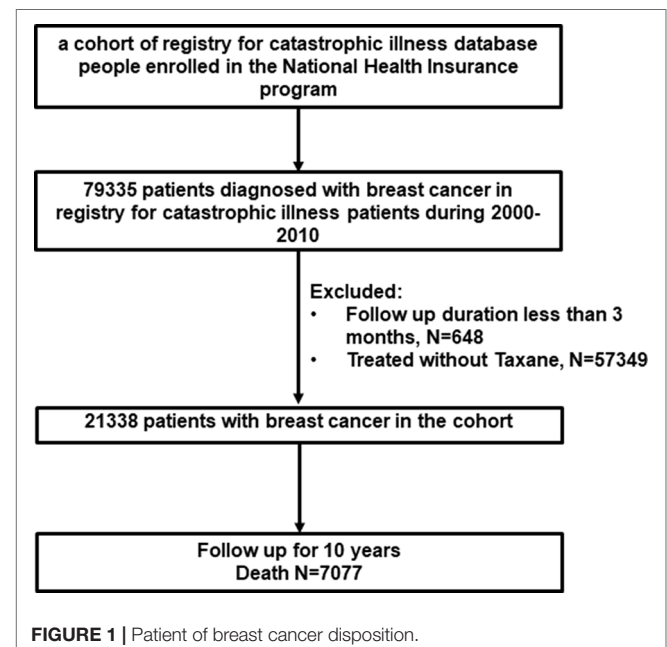 a cohort of registry for catastrophic illness database
people enrolled in the National Health Insurance
program
79335 patients diagnosed with breast cancer in
registry for catastrophic illness patients during 2000-
2010
Excluded:
• Follow up duration less than 3
months, N=648
• Treated without Taxane, N=57349
21338 patients with breast cancer in the cohort
Follow up for 10 years
Death N=7077
FIGURE 1 | Patient of breast cancer disposition.